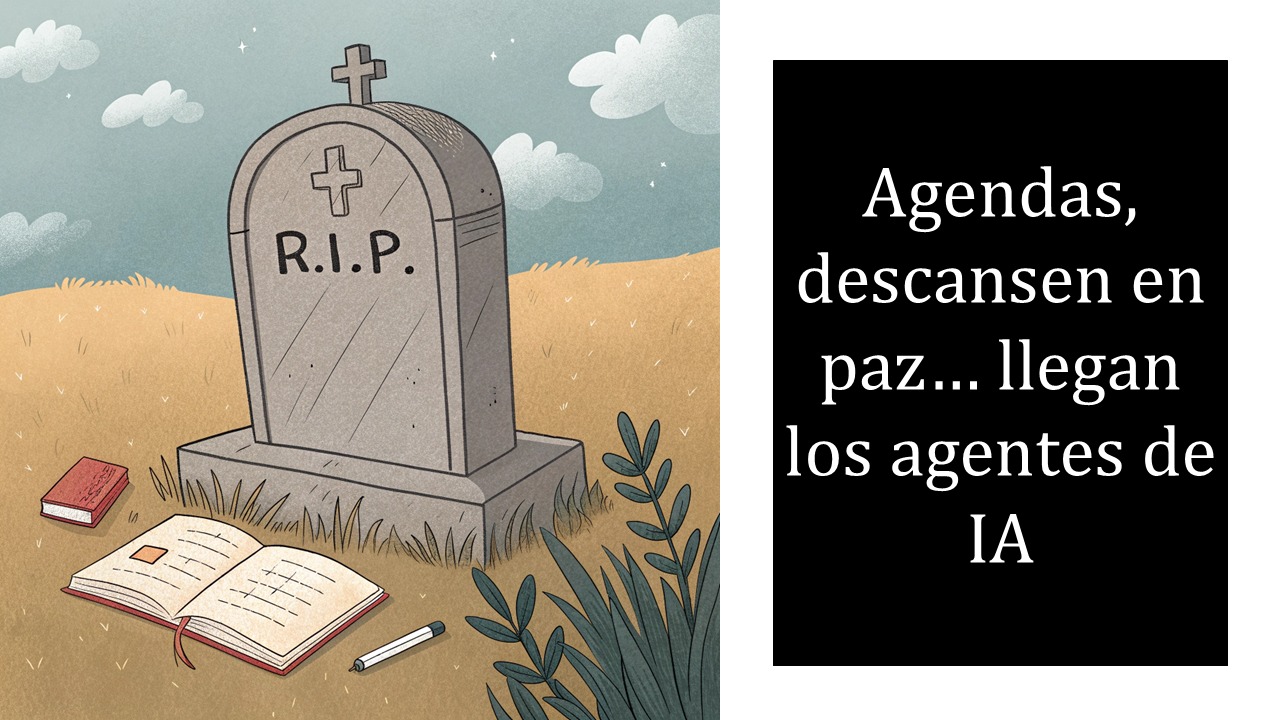 R.I.P.
Agendas,
descansen en
paz... llegan
los agentes de
IA